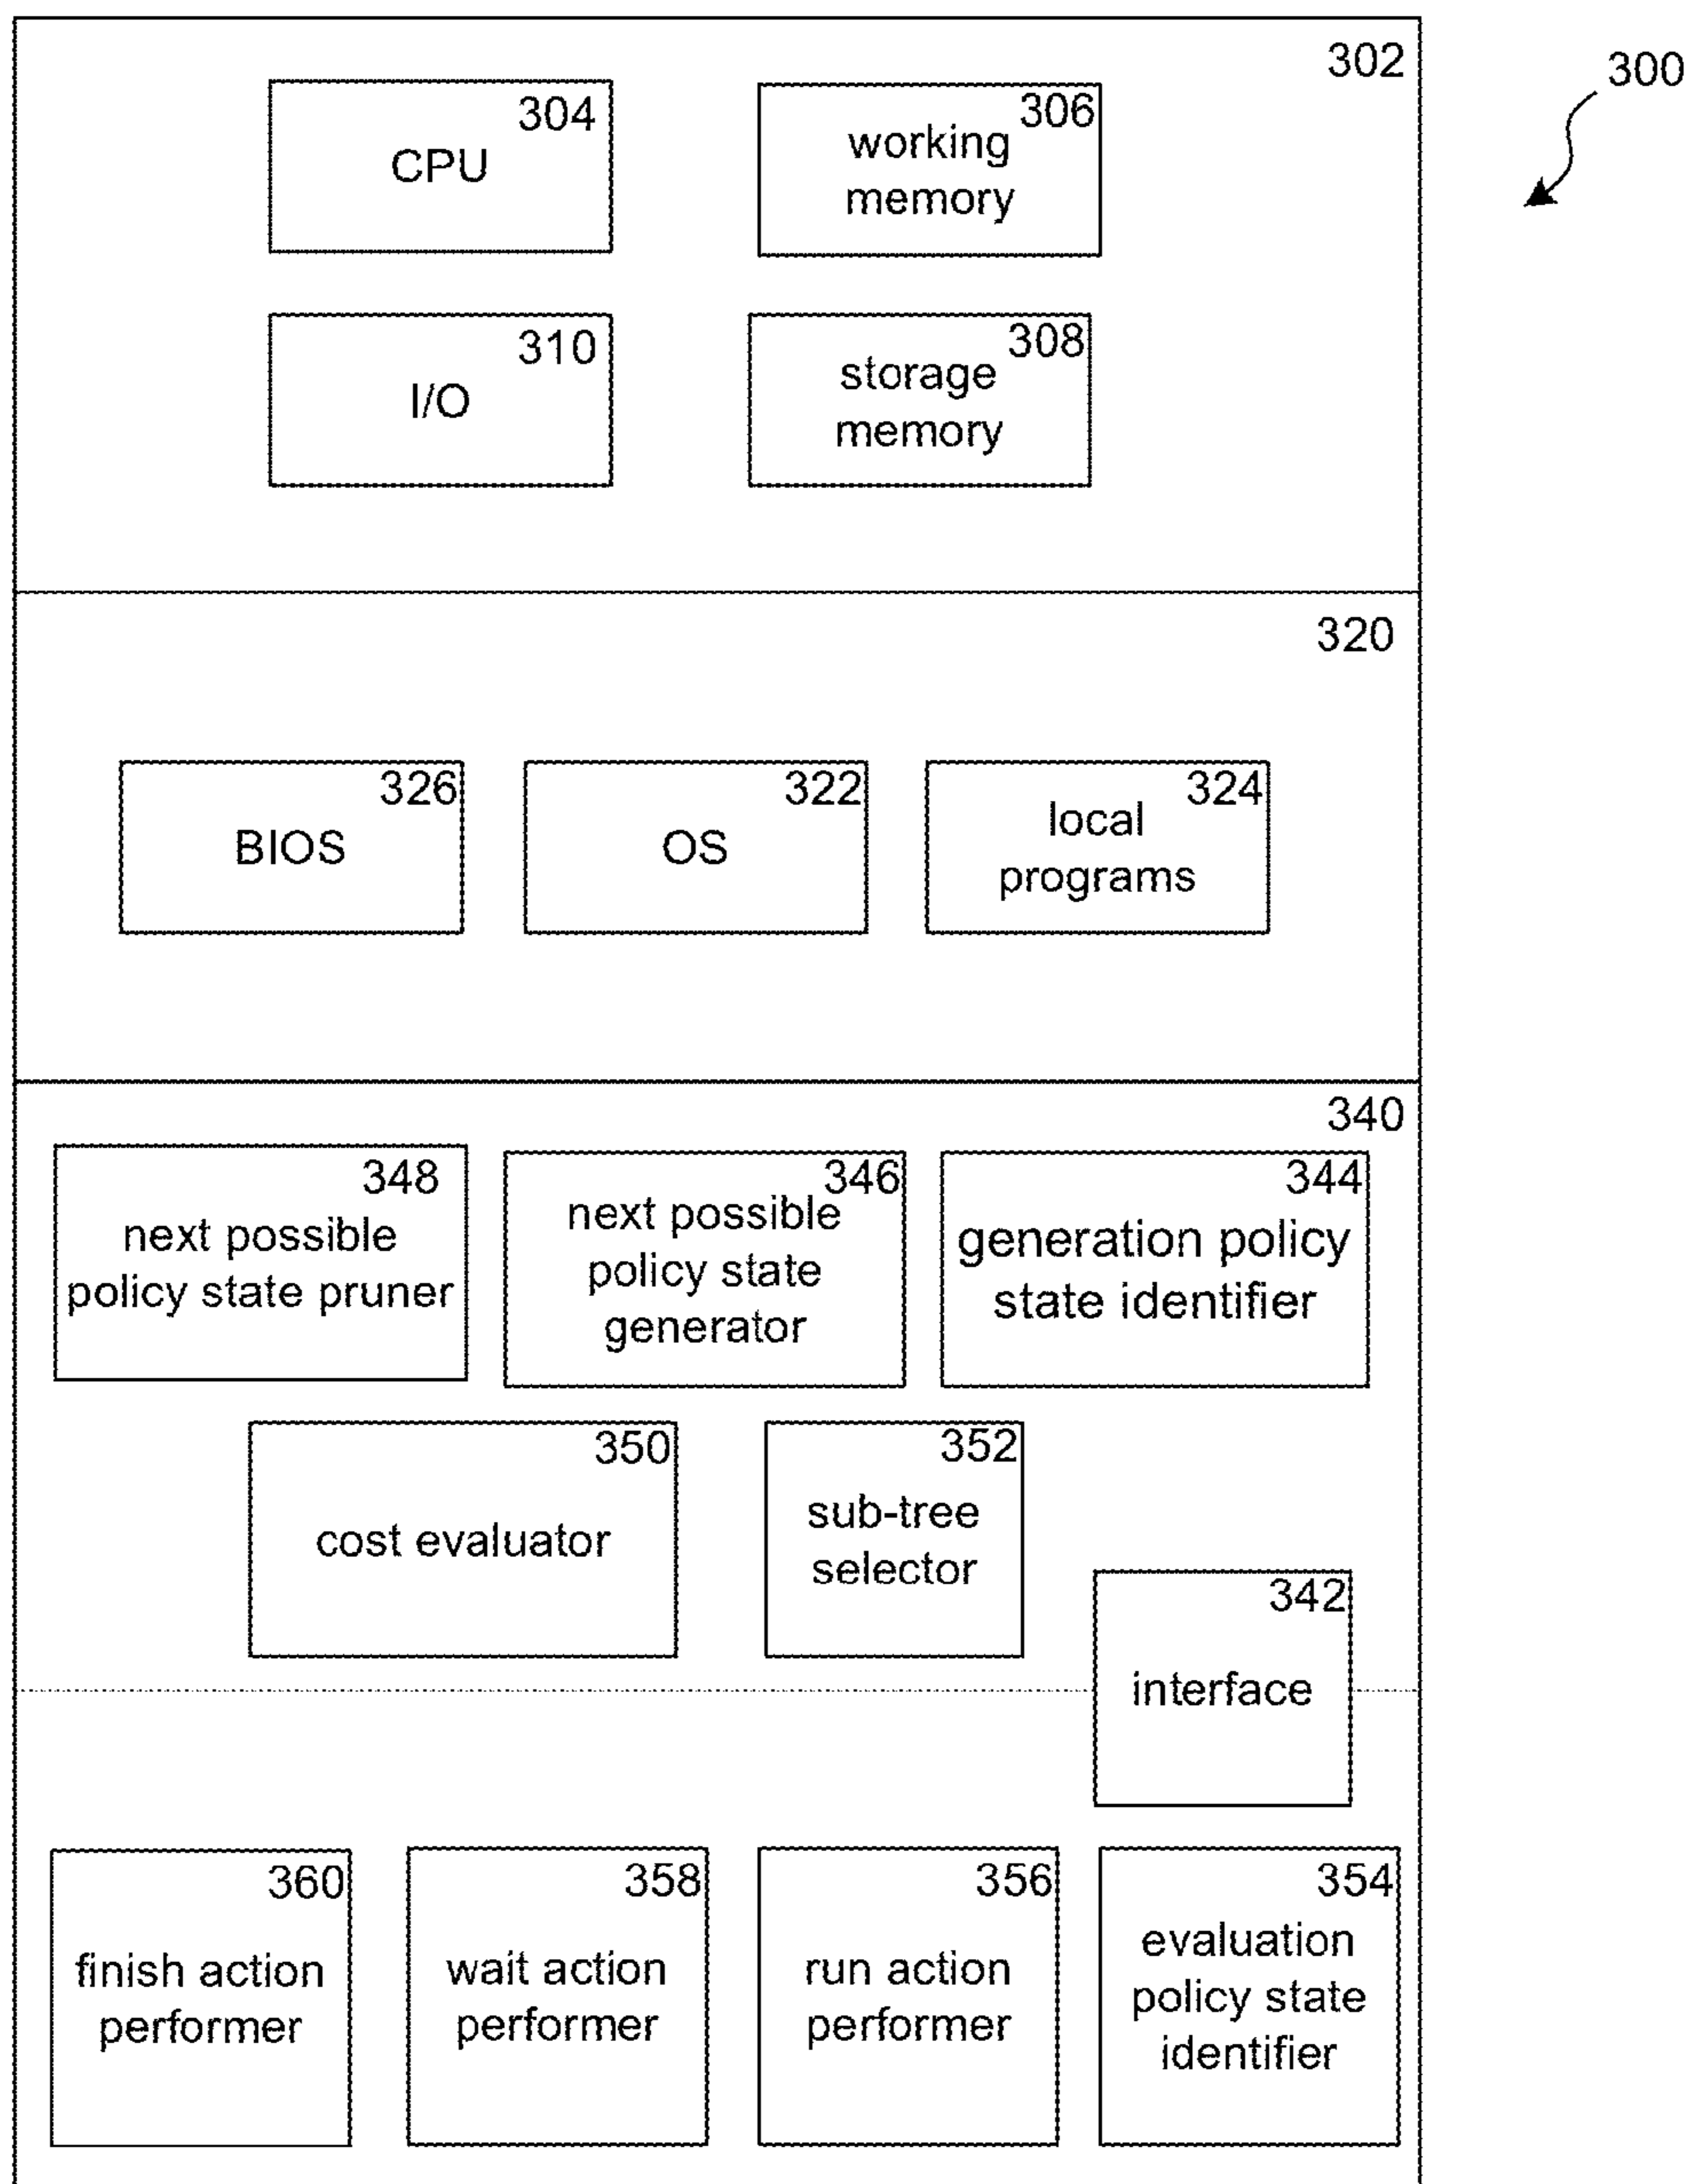 302
300
304
CPU
306
working
memory
310
I/O
308
storage
memory
320
326
BIOS
322
OS
324
local
programs
340
348
next possible
policy state pruner
346
next possible
policy state
generator
344
generation policy
state identifier
350
cost evaluator
352
sub-tree
selector
342
interface
360
finish action
performer
358
wait action
performer
356
run action
performer
354
evaluation
policy state
identifier